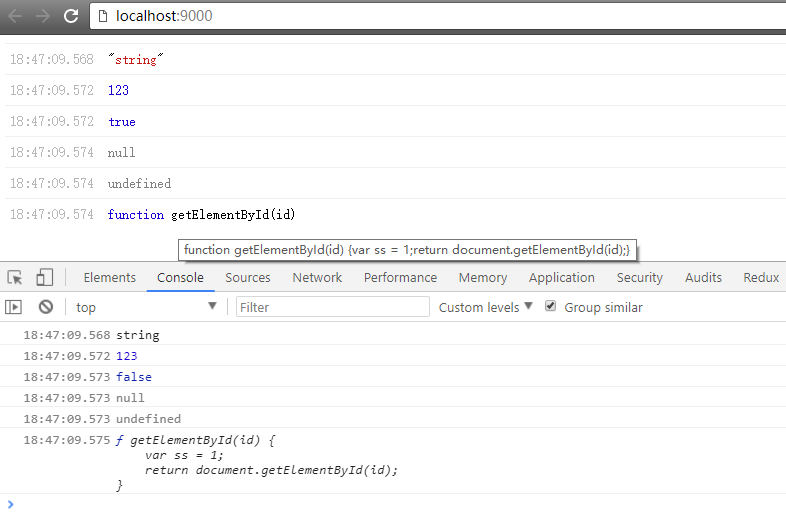 localhost:9000
18:47:09.568 "string"
18:47:09.572 123
18:47:09.572 true
18:47:09.574 null
18:47:09.574 undefined
18:47:09.574 function getElementById(id)
function getElementById(id) {var ss = 1;return document.getElementById(id);}
Elements Console Sources Network Performance Memory Application Security Audits Redux
top Filter Custom levels Group similar
18:47:09.568 string
18:47:09.572 123
18:47:09.573 false
18:47:09.573 null
18:47:09.573 undefined
18:47:09.575 ƒ getElementById(id) {
var ss = 1;
return document.getElementById(id);
}